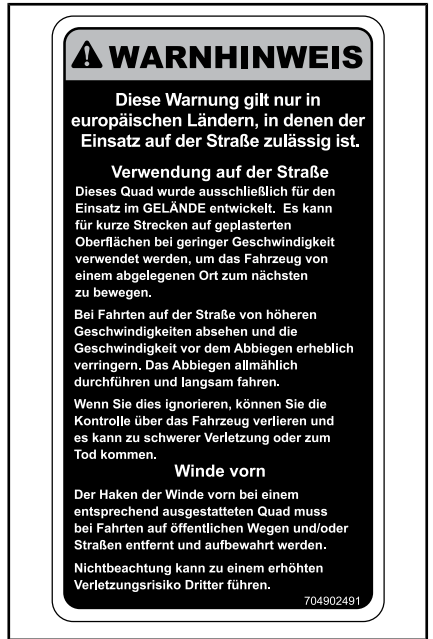 WARNHINWEIS
Diese Warnung gilt nur in
europäischen Ländern, in denen der
Einsatz auf der Straße zulässig ist.
Verwendung auf der Straße
Dieses Quad wurde ausschließlich für den
Einsatz im GELÄNDE entwickelt. Es kann
für kurze Strecken auf geplasterten
Oberflächen bei geringer Geschwindigkeit
verwendet werden, um das Fahrzeug von
einem abgelegenen Ort zum nächsten
zu bewegen.
Bei Fahrten auf der Straße von höheren
Geschwindigkeiten absehen und die
Geschwindigkeit vor dem Abbiegen erheblich
verringern. Das Abbiegen allmählich
durchführen und langsam fahren.
Wenn Sie dies ignorieren, können Sie die
Kontrolle über das Fahrzeug verlieren und
es kann zu schwerer Verletzung oder zum
Tod kommen.
Winde vorn
Der Haken der Winde vorn bei einem
entsprechend ausgestatteten Quad muss
bei Fahrten auf öffentlichen Wegen und/oder
Straßen entfernt und aufbewahrt werden.
Nichtbeachtung kann zu einem erhöhten
Verletzungsrisiko Dritter führen.
704902491